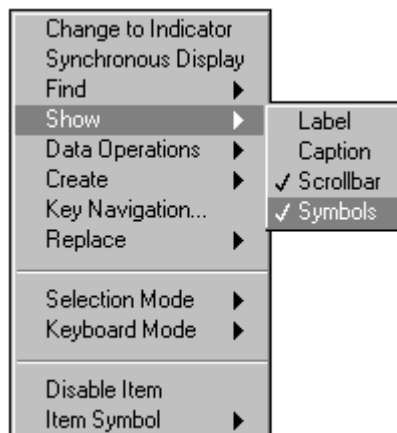 Change to Indicator
Synchronous Display
Find
Show
Data Operations
Create
Key Navigation...
Replace
Selection Mode
Keyboard Mode
Disable Item
Item Symbol
Label
Caption
Scrollbar
Symbols